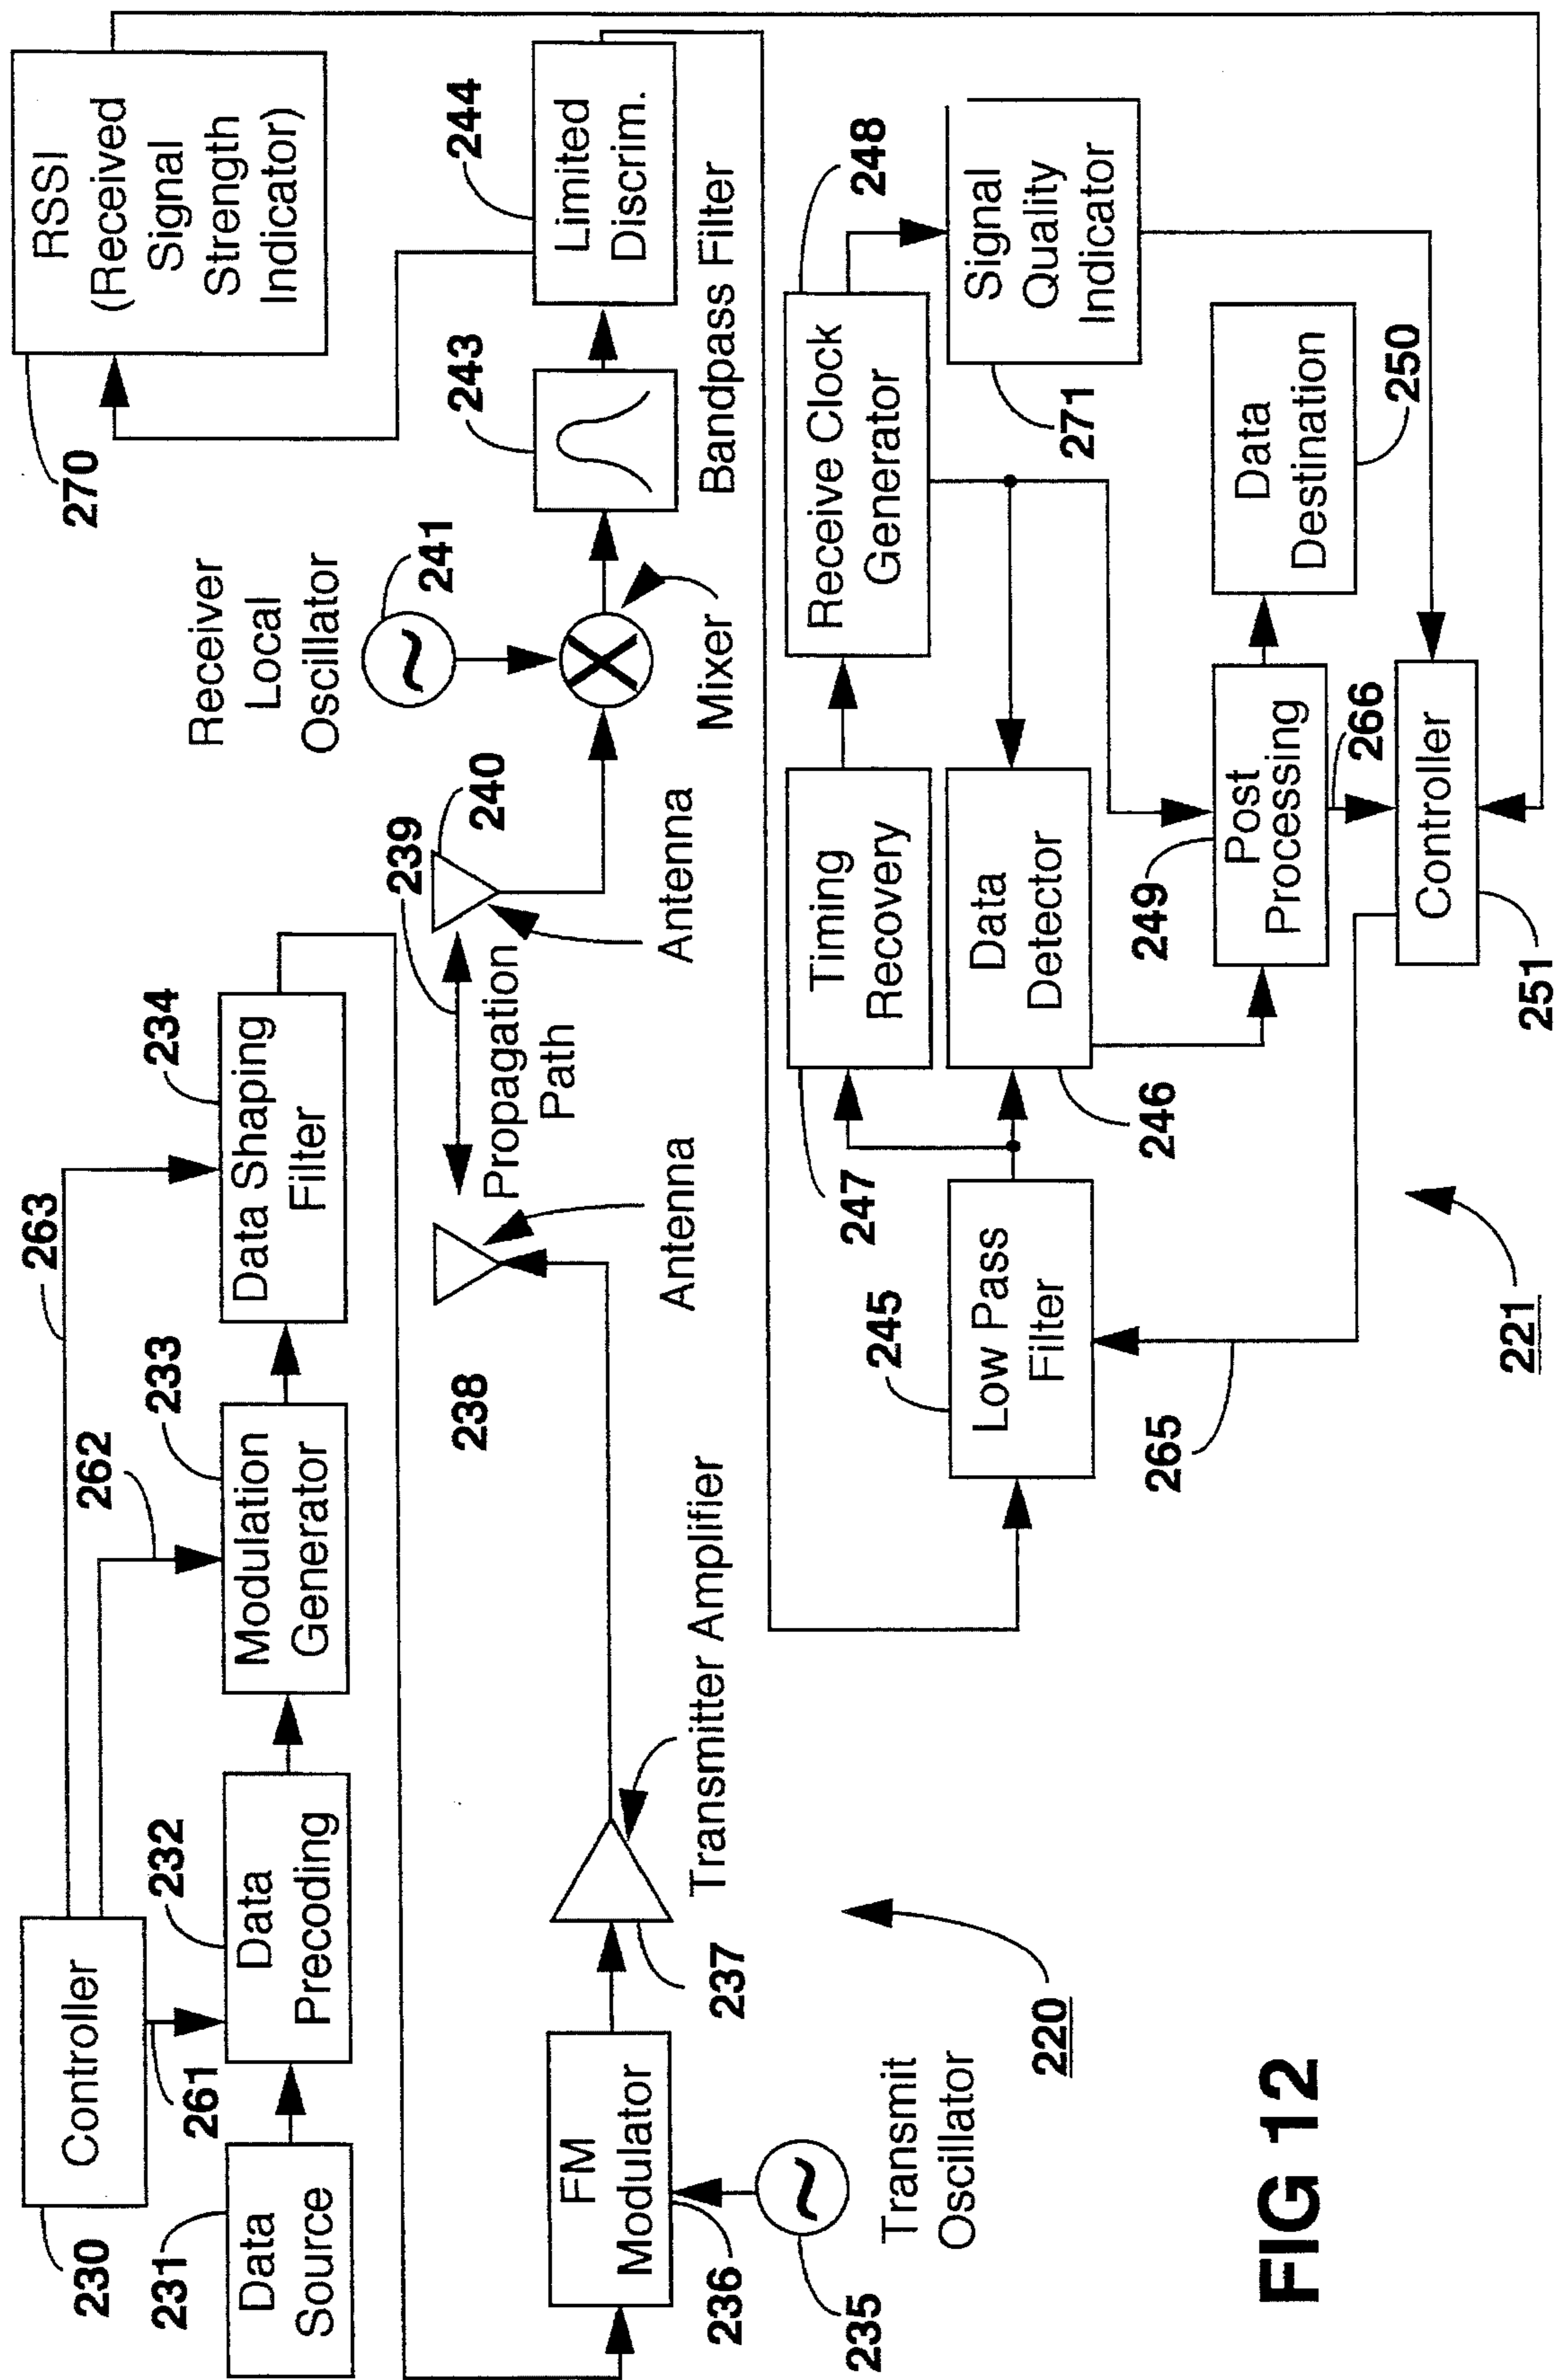 Controller
230
231
Data
Source
261
232
Data
Precoding
262
233
Modulation
Generator
263
234
Data Shaping
Filter
FM
Modulator
236
235
Transmit
Oscillator
237
Transmitter Amplifier
220
238
Antenna
239
Propagation
Path
240
Antenna
Receiver
Local
Oscillator
241
Mixer
243
Bandpass Filter
244
Limited
Discrim.
270
RSSI
(Received
Signal
Strength
Indicator)
245
Low Pass
Filter
265
247
Timing
Recovery
Data
Detector
246
Receive Clock
Generator
248
Signal
Quality
Indicator
271
249
Post
Processing
266
Data
Destination
250
Controller
251
221
FIG 12